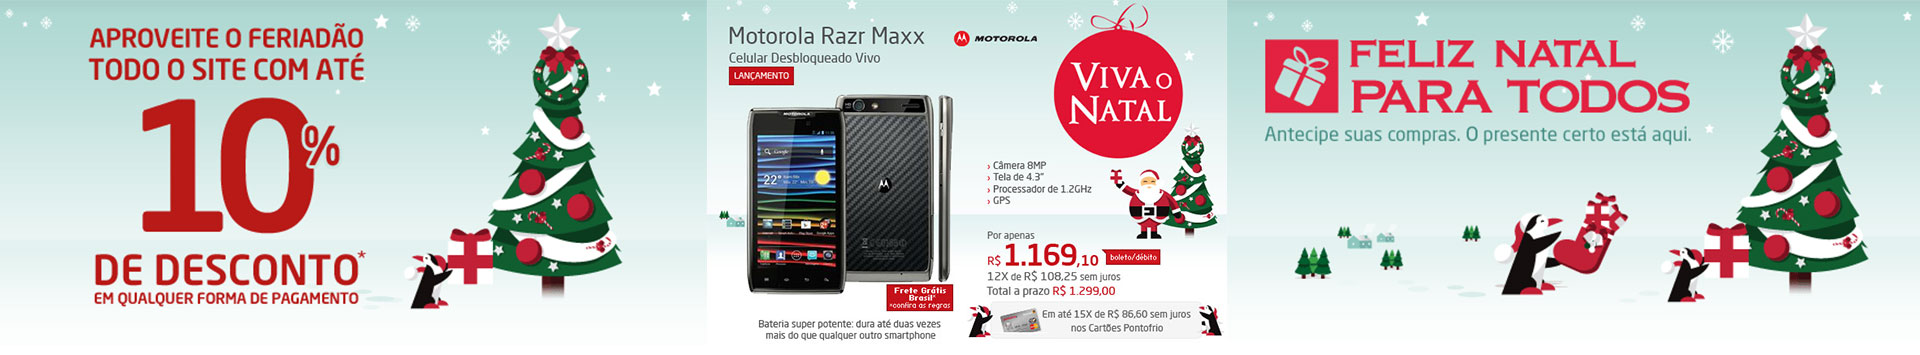 APROVEITE O FERIADÃO
TODO O SITE COM ATÉ
10%
DE DESCONTO*
EM QUALQUER FORMA DE PAGAMENTO
Motorola Razr Maxx
Celular Desbloqueado Vivo
LANÇAMENTO
MOTOROLA
VIVA O
NATAL
MOTOROLA
Google
22°
› Câmera 8MP
› Tela de 4.3”
› Processador de 1.2GHz
› GPS
Por apenas
R$ 1.169,10 boleto/débito
12X de R$ 108,25 sem juros
Total a prazo R$ 1.299,00
Frete Grátis
Brasil*
*confira as regras
Em até 15X de R$ 86,60 sem juros
nos Cartões Pontofrio
Bateria super potente: dura até duas vezes
mais do que qualquer outro smartphone
FELIZ NATAL
PARA TODOS
Antecipe suas compras. O presente certo está aqui.